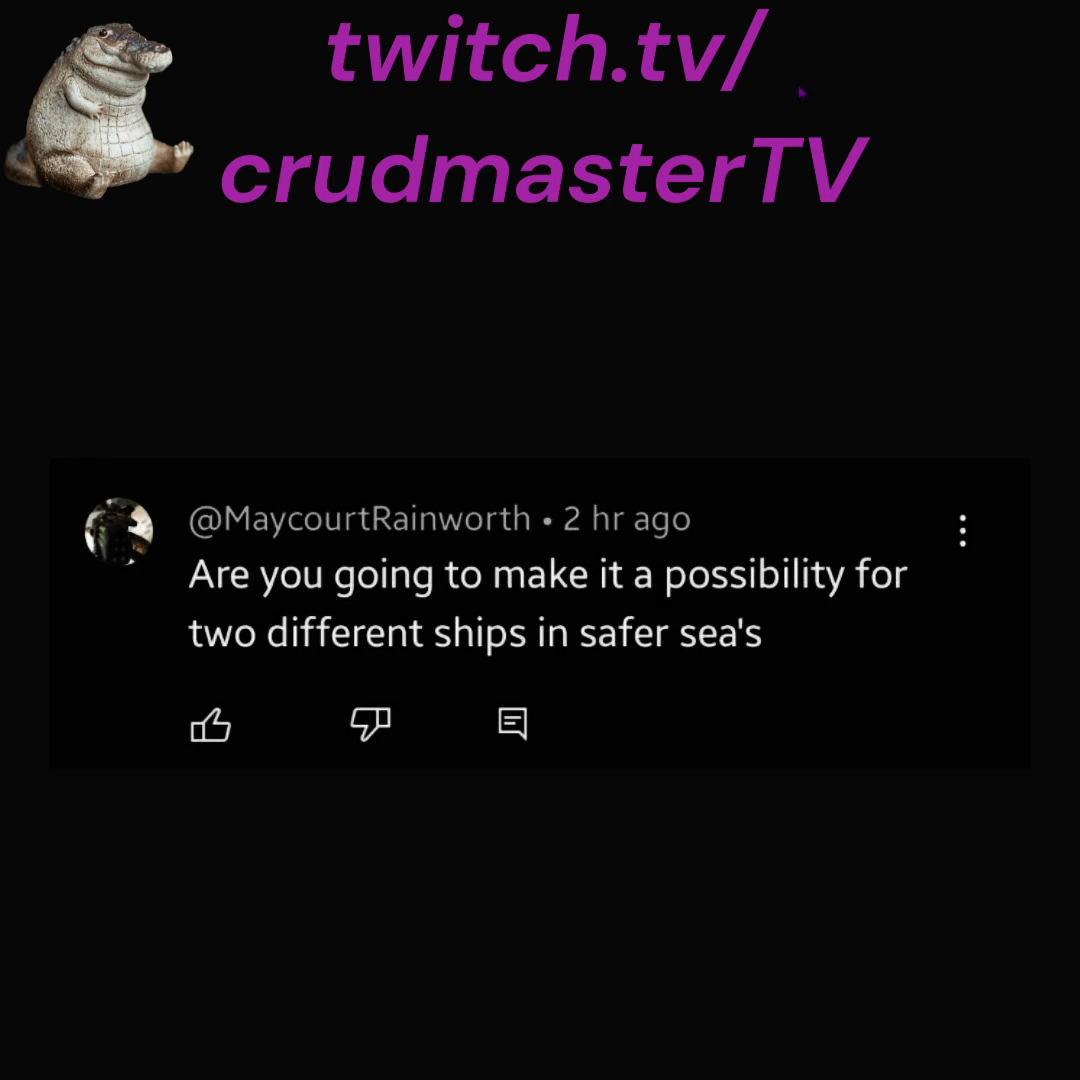 twitch.tv/
crudmasterTV
@MaycourtRainworth • 2 hr ago
Are you going to make it a possibility for
two different ships in safer sea's